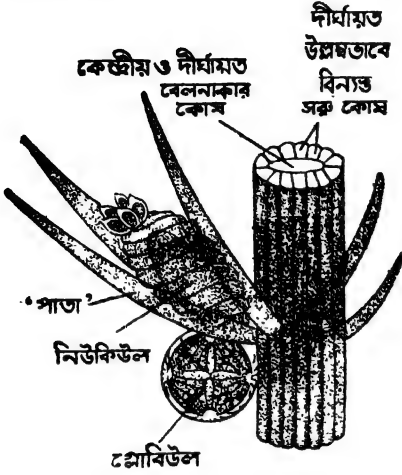 দীর্ঘায়ত
উল্লম্বভাবে
বিন্যস্ত
সরু কোষ
কেন্দ্রীয় ও দীর্ঘায়ত
বেলনাকার
কোষ
‘পাতা’
নিউকিউল
গ্লোবিউল